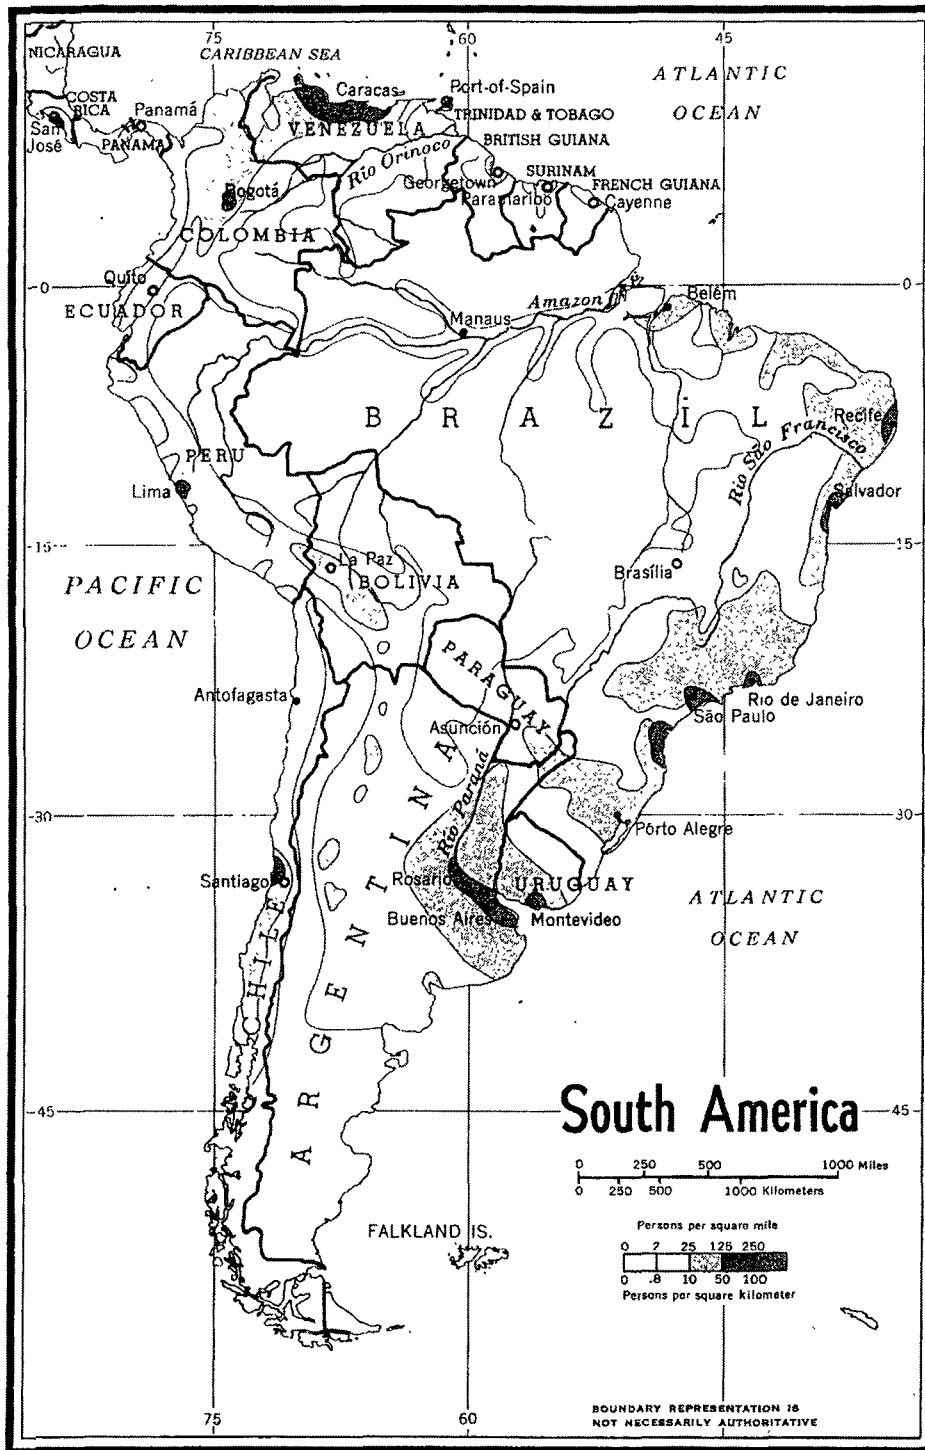 75
60
45
NICARAGUA
CARIBBEAN SEA
ATLANTIC
OCEAN
COSTA
RICA
Panamá
San
José
PANAMA
Caracas
Port-of-Spain
TRINIDAD & TOBAGO
VENEZUELA
BRITISH GUIANA
Río Orinoco
Georgetown
SURINAM
Paramaribo
FRENCH GUIANA
Cayenne
Bogotá
COLOMBIA
Quito
0
0
ECUADOR
Amazon
Belém
Manaus
BRAZIL
Recife
Rio São Francisco
PERU
Lima
Salvador
15
15
La Paz
BOLIVIA
Brasília
PACIFIC
OCEAN
PARAGUAY
Antofagasta
Asunción
Rio de Janeiro
São Paulo
Río Paraná
30
30
Pôrto Alegre
Santiago
Rosario
URUGUAY
Buenos Aires
Montevideo
ATLANTIC
OCEAN
CHILE
ARGENTINA
45
South America
45
0 250 500 1000 Miles
0 250 500 1000 Kilometers
FALKLAND IS.
Persons per square mile
0 2 25 125 250
0 .8 10 50 100
Persons per square kilometer
BOUNDARY REPRESENTATION IS
NOT NECESSARILY AUTHORITATIVE
75
60
45